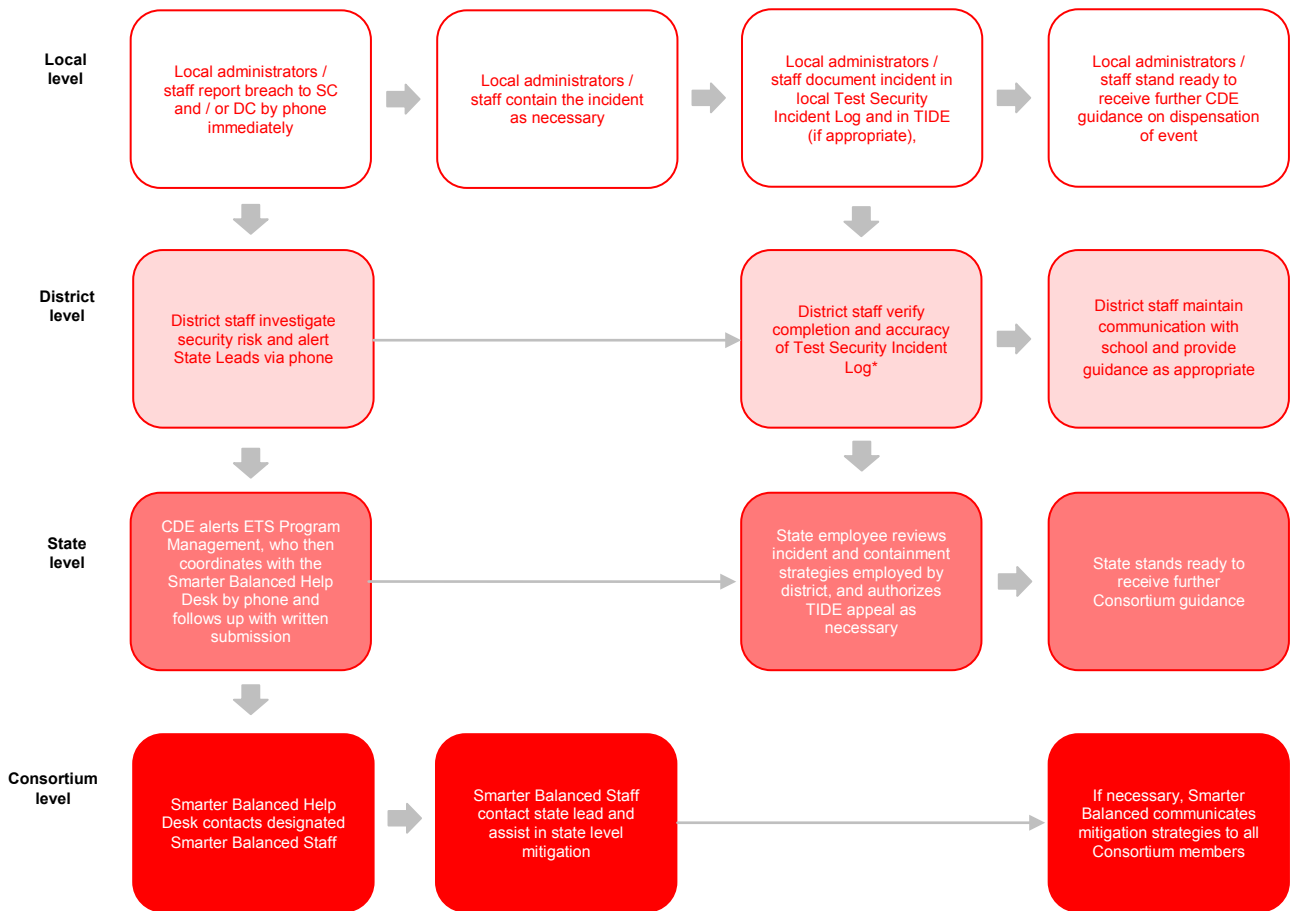 Local
level
Local administrators /
staff report breach to SC
and / or DC by phone
immediately
Local administrators /
staff contain the incident
as necessary
Local administrators /
staff document incident in
local Test Security
Incident Log and in TIDE
(if appropriate),
Local administrators /
staff stand ready to
receive further CDE
guidance on dispensation
of event
District
level
District staff investigate
security risk and alert
State Leads via phone
District staff verify
completion and accuracy
of Test Security Incident
Log*
District staff maintain
communication with
school and provide
guidance as appropriate
State
level
CDE alerts ETS Program
Management, who then
coordinates with the
Smarter Balanced Help
Desk by phone and
follows up with written
submission
State employee reviews
incident and containment
strategies employed by
district, and authorizes
TIDE appeal as
necessary
State stands ready to
receive further
Consortium guidance
Consortium
level
Smarter Balanced Help
Desk contacts designated
Smarter Balanced Staff
Smarter Balanced Staff
contact state lead and
assist in state level
mitigation
If necessary, Smarter
Balanced communicates
mitigation strategies to all
Consortium members